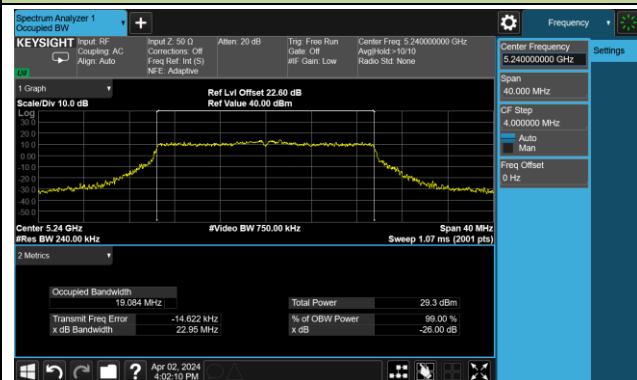 Spectrum Analyzer 1
Occupied BW
Frequency
KEYSIGHT
Input: RF
Coupling: AC
Align: Auto
Input Z: 50 Ω
Corrections: Off
Freq Ref: Int (S)
NFE: Adaptive
Atten: 20 dB
Trig: Free Run
Gate: Off
#IF Gain: Low
Center Freq: 5.240000000 GHz
Avg|Hold:>10/10
Radio Std: None
Center Frequency
5.240000000 GHz
Settings
Span
40.000 MHz
CF Step
4.000000 MHz
Auto
Man
Freq Offset
0 Hz
1 Graph
Scale/Div 10.0 dB
Ref Lvl Offset 22.60 dB
Ref Value 40.00 dBm
Log
30.0
20.0
10.0
0.00
-10.0
-20.0
-30.0
-40.0
-50.0
Center 5.24 GHz
#Res BW 240.00 kHz
#Video BW 750.00 kHz
Span 40 MHz
Sweep 1.07 ms (2001 pts)
2 Metrics
Occupied Bandwidth
19.084 MHz
Total Power 29.3 dBm
Transmit Freq Error -14.622 kHz
% of OBW Power 99.00 %
x dB Bandwidth 22.95 MHz
x dB -26.00 dB
Apr 02, 2024
4:02:10 PM